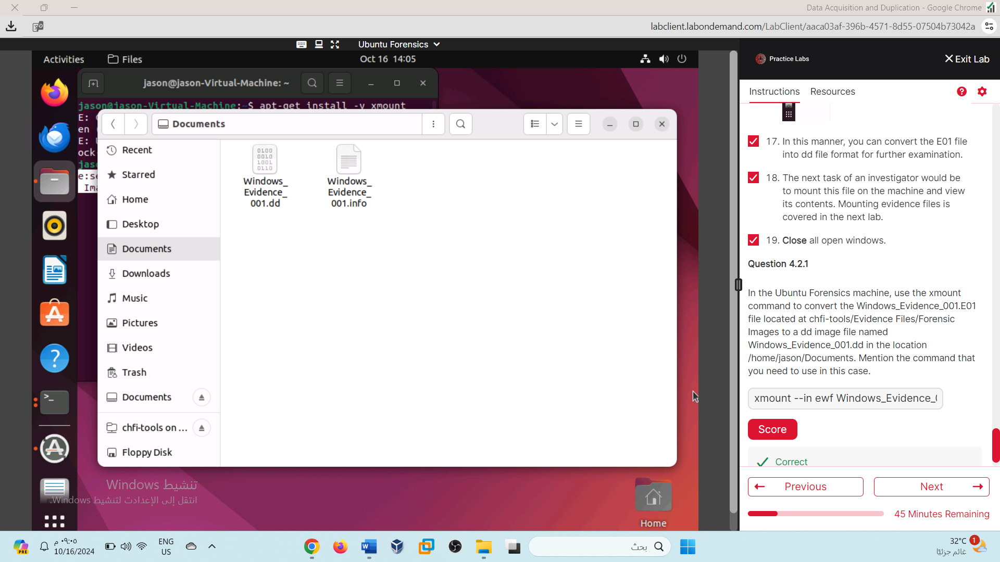 Data Acquisition and Duplication - Google Chrome
labclient.labondemand.com/LabClient/aaca03af-396b-4571-8d55-07504b73042a
Ubuntu Forensics
Activities
Files
Oct 16 14:05
jason@jason-Virtual-Machine: ~
jason@jason-Virtual-Machine:~$ apt-get install -y xmount
E:
en
E:
ock
jas
e:se
Ima
Documents
Recent
Starred
Home
Desktop
Documents
Downloads
Music
Pictures
Videos
Trash
Documents
chfi-tools on ...
Floppy Disk
0100
0010
1001
0110
Windows_
Evidence_
001.dd
Windows_
Evidence_
001.info
Home
تنشيط Windows
انتقل إلى الإعدادت لتنشيط Windows.
Practice Labs
Exit Lab
Instructions
Resources
17. In this manner, you can convert the E01 file
into dd file format for further examination.
18. The next task of an investigator would be
to mount this file on the machine and view
its contents. Mounting evidence files is
covered in the next lab.
19. Close all open windows.
Question 4.2.1
In the Ubuntu Forensics machine, use the xmount
command to convert the Windows_Evidence_001.E01
file located at chfi-tools/Evidence Files/Forensic
Images to a dd image file named
Windows_Evidence_001.dd in the location
/home/jason/Documents. Mention the command that
you need to use in this case.
xmount --in ewf Windows_Evidence_
Score
Correct
Previous
Next
45 Minutes Remaining
PRE
٠٩:٠٥ م
10/16/2024
ENG
US
بحث
32°C
غائم جزئيًا
1